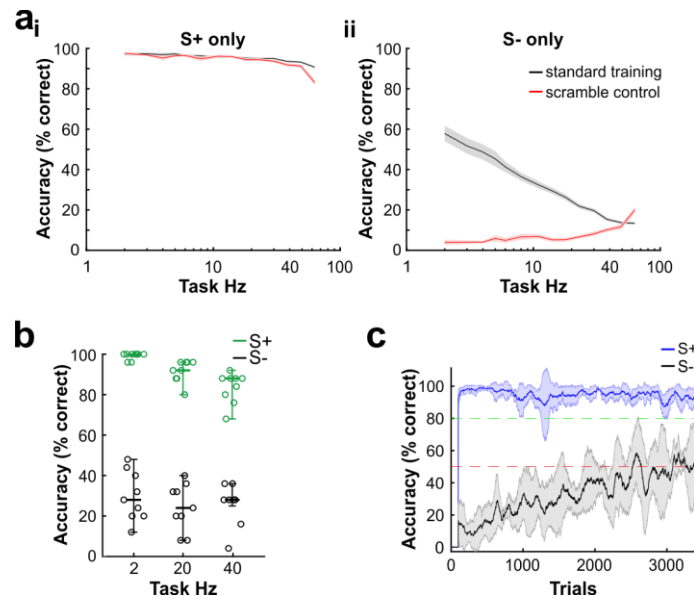 a
i
S+ only
Accuracy (% correct)
100
80
60
40
20
0
1
10
40
100
Task Hz
ii
S- only
standard training
scramble control
Accuracy (% correct)
100
80
60
40
20
0
1
10
40
100
Task Hz
b
S+
S-
Accuracy (% correct)
100
80
60
40
20
0
2
20
40
Task Hz
c
S+
S-
Accuracy (% correct)
100
80
60
40
20
0
0
1000
2000
3000
Trials